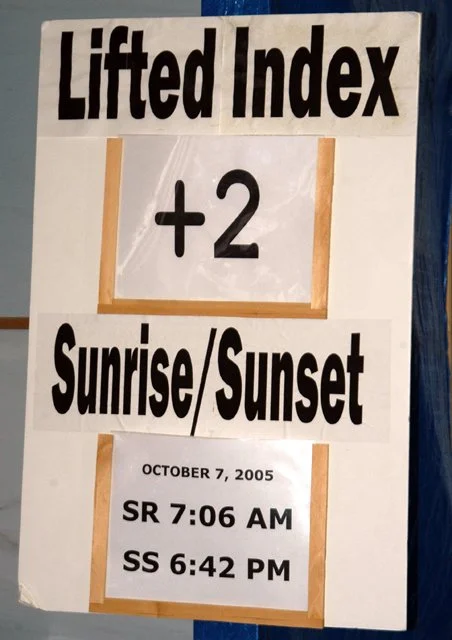 Lifted Index
+2
Sunrise/Sunset
OCTOBER 7, 2005
SR 7:06 AM
SS 6:42 PM